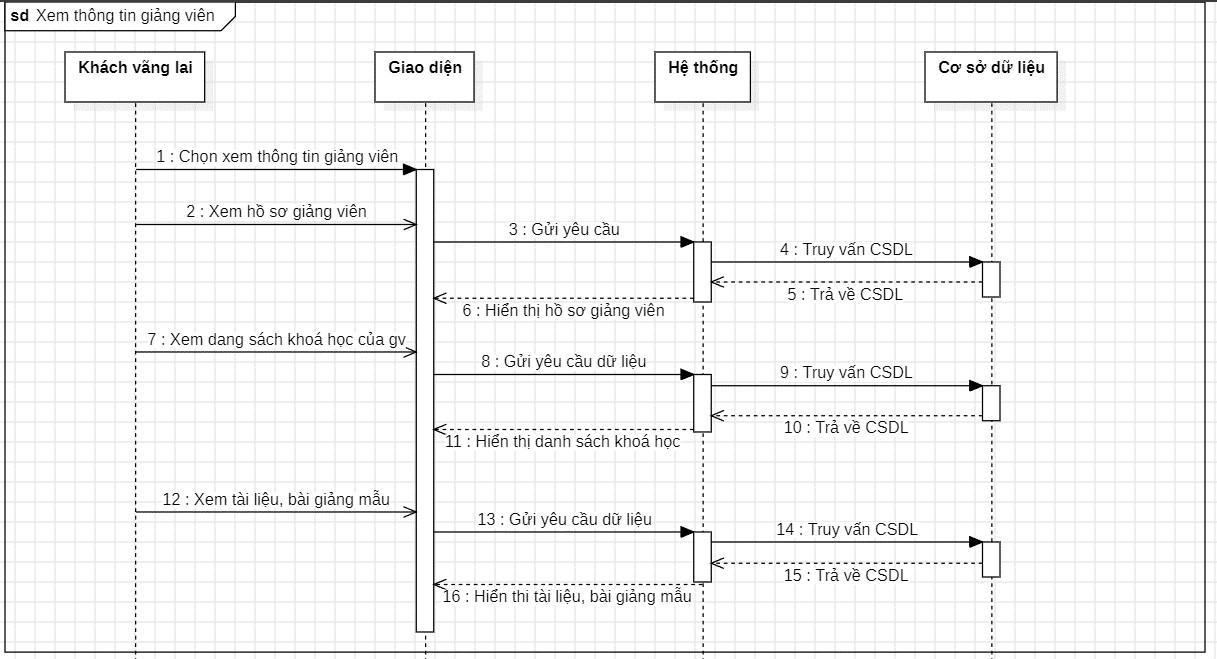 sd Xem thông tin giảng viên
Khách vãng lai
Giao diện
Hệ thống
Cơ sở dữ liệu
1 : Chọn xem thông tin giảng viên
2 : Xem hồ sơ giảng viên
3 : Gửi yêu cầu
4 : Truy vấn CSDL
5 : Trả về CSDL
6 : Hiển thị hồ sơ giảng viên
7 : Xem dang sách khoá học của gv
8 : Gửi yêu cầu dữ liệu
9 : Truy vấn CSDL
10 : Trả về CSDL
11 : Hiển thị danh sách khoá học
12 : Xem tài liệu, bài giảng mẫu
13 : Gửi yêu cầu dữ liệu
14 : Truy vấn CSDL
15 : Trả về CSDL
16 : Hiển thi tài liệu, bài giảng mẫu